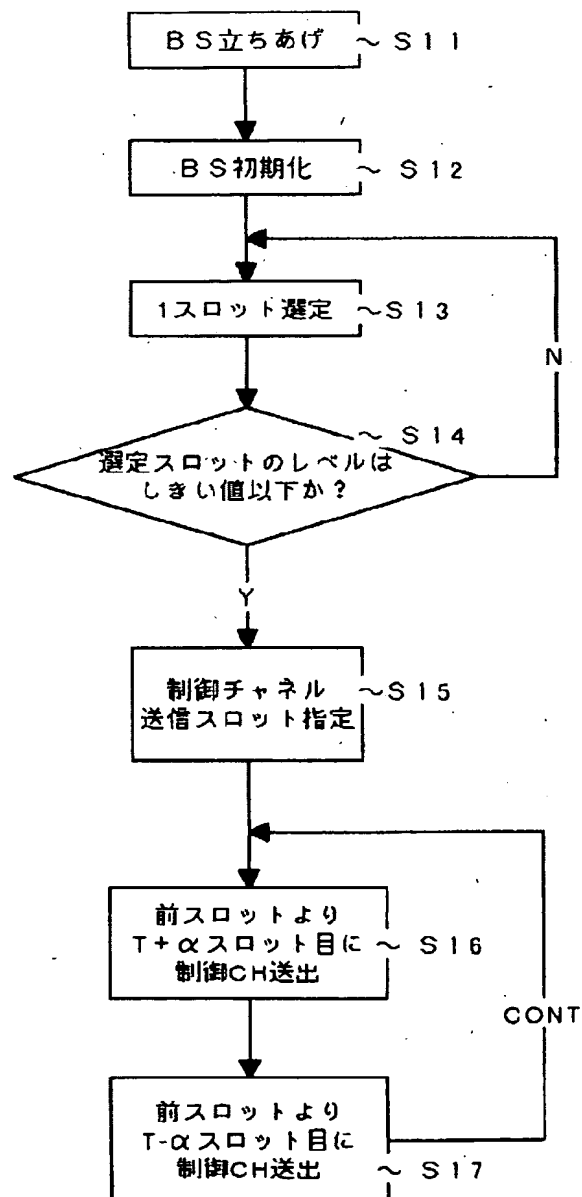 BS立ちあげ ～ S11
BS初期化 ～ S12
1スロット選定 ～S13
N
～ S14
選定スロットのレベルは
しきい値以下か？
Y
制御チャネル ～S15
送信スロット指定
前スロットより
T+αスロット目に ～ S16
制御CH送出
CONT
前スロットより
T-αスロット目に
制御CH送出 ～ S17